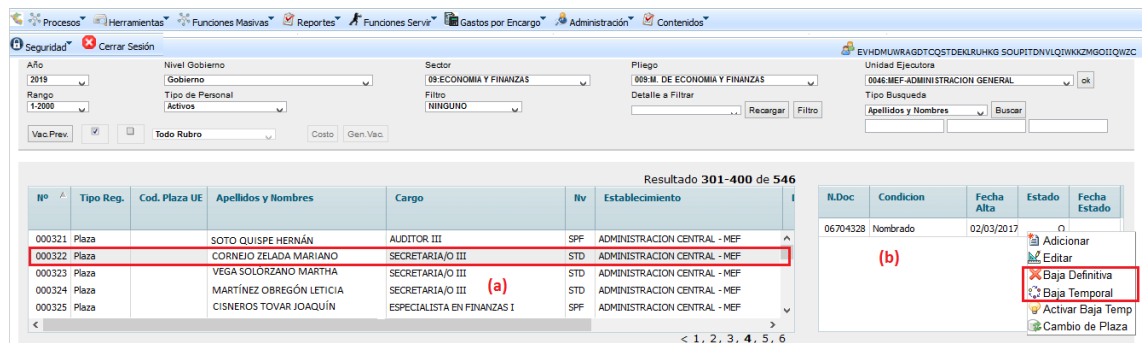 Procesos Herramientas Funciones Masivas Reportes Funciones Servir Gastos por Encargo Administración Contenidos
Seguridad Cerrar Sesión EVHDMUWRAGDTCQSTDEKLRUHKG SOUPITDNVLQIWKKZMGOIIQWZC
Año Nivel Gobierno Sector Pliego Unidad Ejecutora
2019 Gobierno 09:ECONOMIA Y FINANZAS 009:M. DE ECONOMIA Y FINANZAS 0046:MEF-ADMINISTRACION GENERAL ok
Rango Tipo de Personal Filtro Detalle a Filtrar Tipo Busqueda
1-2000 Activos NINGUNO Recargar Filtro Apellidos y Nombres Buscar
Vac.Prev. Todo Rubro Costo Gen.Vac.
Resultado 301-400 de 546
Nº Tipo Reg. Cod. Plaza UE Apellidos y Nombres Cargo Nv Establecimiento
000321 Plaza SOTO QUISPE HERNÁN AUDITOR III SPF ADMINISTRACION CENTRAL - MEF
000322 Plaza CORNEJO ZELADA MARIANO SECRETARIA/O III STD ADMINISTRACION CENTRAL - MEF
000323 Plaza VEGA SOLÓRZANO MARTHA SECRETARIA/O III STD ADMINISTRACION CENTRAL - MEF
000324 Plaza MARTÍNEZ OBREGÓN LETICIA SECRETARIA/O III STD ADMINISTRACION CENTRAL - MEF
(a)
000325 Plaza CISNEROS TOVAR JOAQUÍN ESPECIALISTA EN FINANZAS I SPF ADMINISTRACION CENTRAL - MEF
< 1, 2, 3, 4, 5, 6
N.Doc Condicion Fecha Alta Estado Fecha Estado
06704328 Nombrado 02/03/2017 O
(b)
Adicionar
Editar
Baja Definitiva
Baja Temporal
Activar Baja Temp
Cambio de Plaza